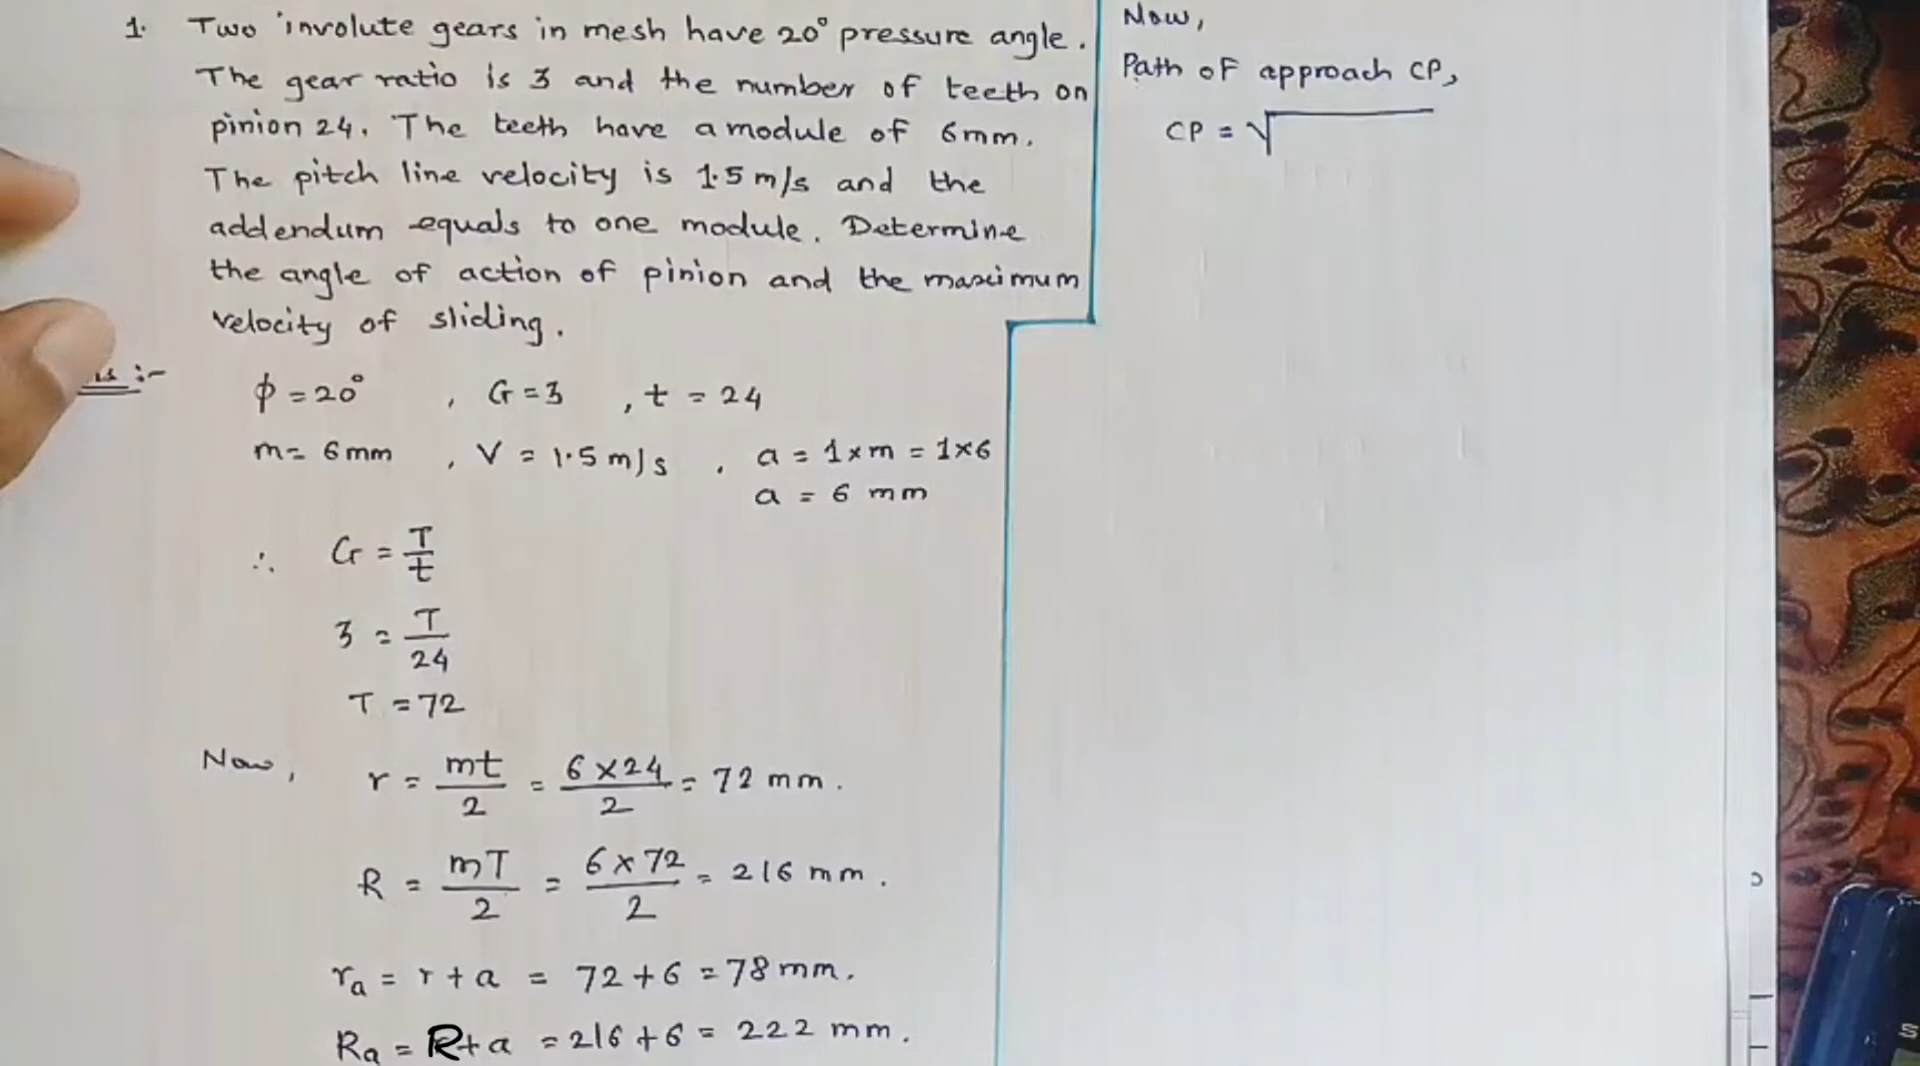 1. Two involute gears in mesh have 20° pressure angle.
The gear ratio is 3 and the number of teeth on
pinion 24. The teeth have a module of 6mm.
The pitch line velocity is 1.5 m/s and the
addendum equals to one module. Determine
the angle of action of pinion and the maximum
velocity of sliding.
:-
ϕ = 20° , G = 3 , t = 24
m = 6 mm , V = 1.5 m/s , a = 1×m = 1×6
a = 6 mm
∴ G = T/t
3 = T/24
T = 72
Now, r = mt/2 = 6×24/2 = 72 mm.
R = mT/2 = 6×72/2 = 216 mm.
ra = r + a = 72 + 6 = 78 mm.
Ra = R+a = 216 + 6 = 222 mm.
Now,
Path of approach CP,
CP = √